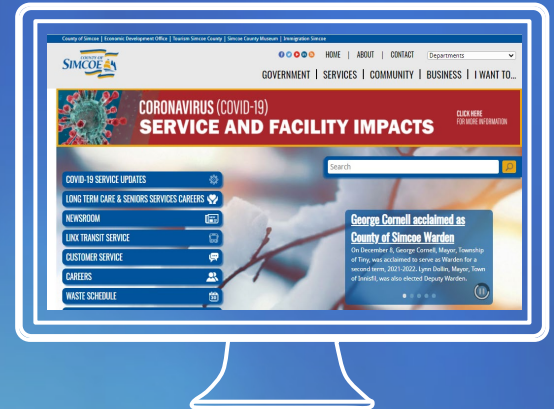 County of Simcoe | Economic Development Office | Tourism Simcoe County | Simcoe County Museum | Immigration Simcoe
COUNTY OF
SIMCOE
HOME | ABOUT | CONTACT
Departments
GOVERNMENT | SERVICES | COMMUNITY | BUSINESS | I WANT TO...
CORONAVIRUS (COVID-19)
SERVICE AND FACILITY IMPACTS
CLICK HERE
FOR MORE INFORMATION
Search
COVID-19 SERVICE UPDATES
LONG TERM CARE & SENIORS SERVICES CAREERS
NEWSROOM
LINX TRANSIT SERVICE
CUSTOMER SERVICE
CAREERS
WASTE SCHEDULE
George Cornell acclaimed as
County of Simcoe Warden
On December 8, George Cornell, Mayor, Township
of Tiny, was acclaimed to serve as Warden for a
second term, 2021-2022. Lynn Dollin, Mayor, Town
of Innisfil, was also elected Deputy Warden.